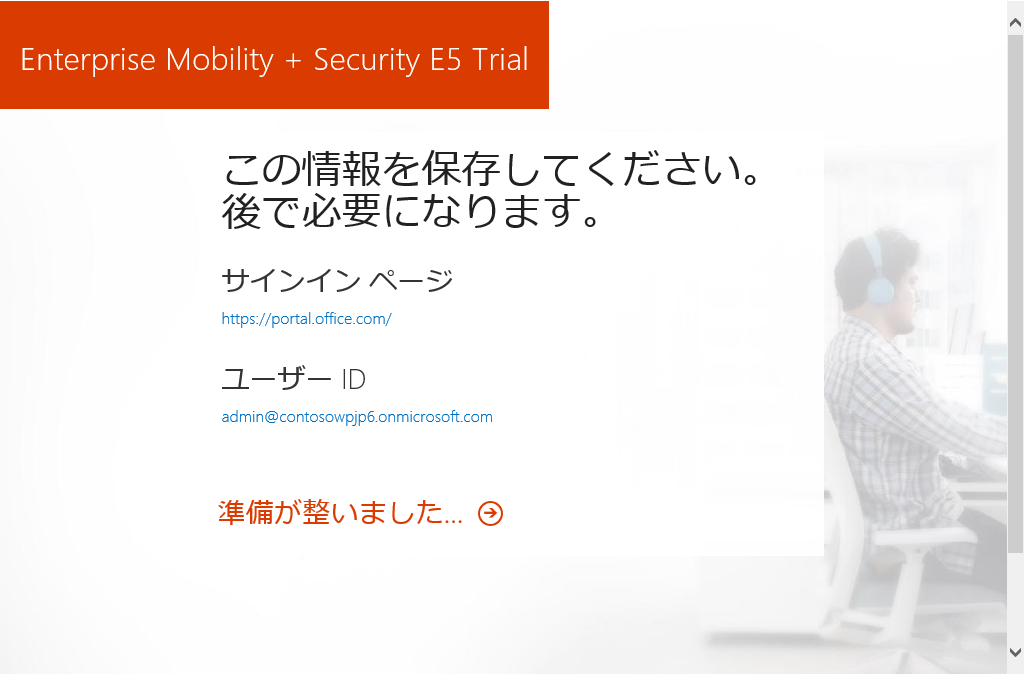 Enterprise Mobility + Security E5 Trial
この情報を保存してください。
後で必要になります。
サインイン ページ
https://portal.office.com/
ユーザー ID
admin@contosowpjp6.onmicrosoft.com
準備が整いました...